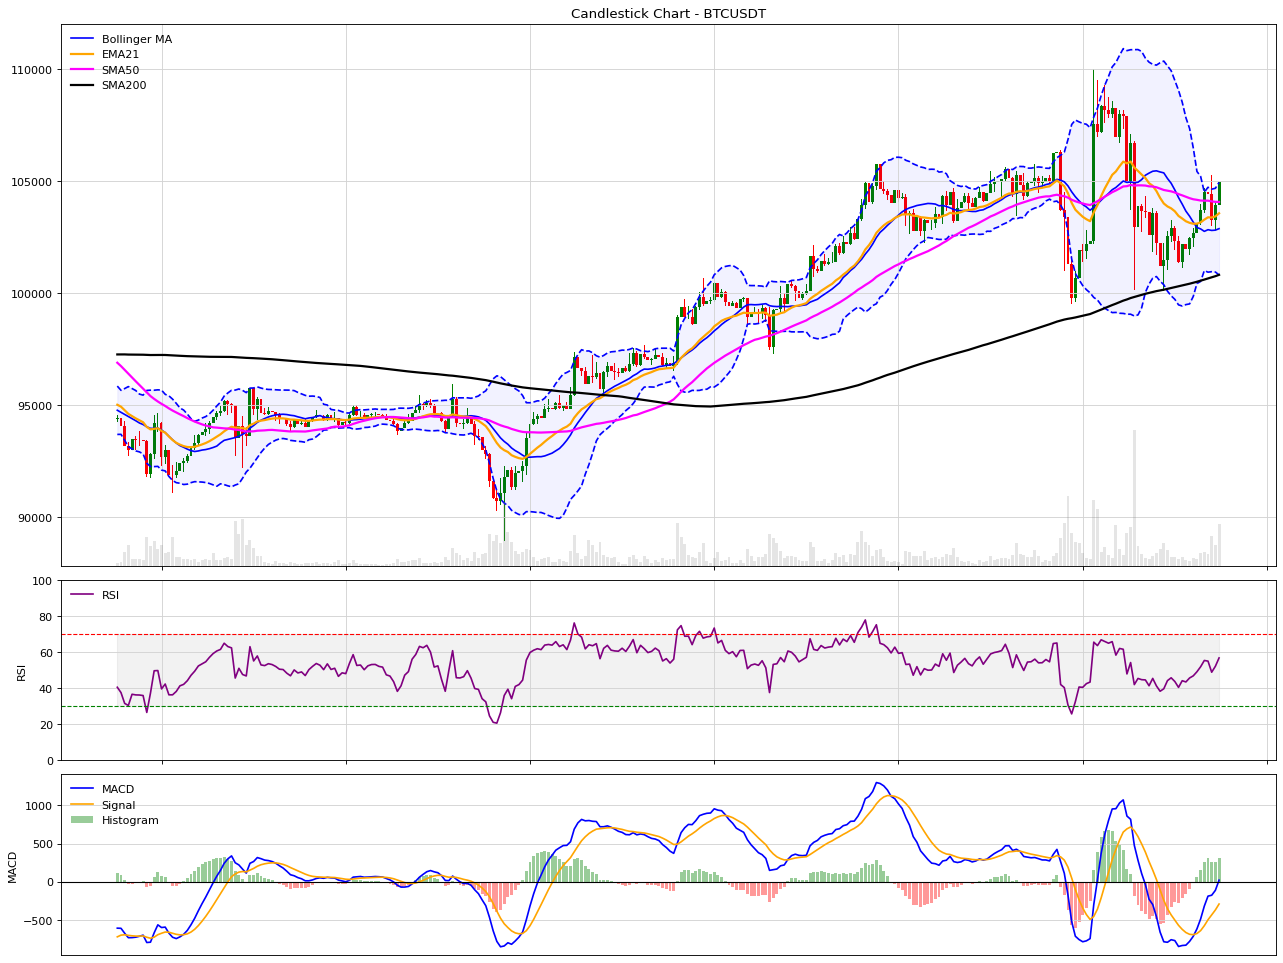 Candlestick Chart - BTCUSDT
Bollinger MA
EMA21
SMA50
SMA200
110000
105000
100000
95000
90000
RSI
100
80
60
40
20
0
RSI
MACD
Signal
Histogram
1000
500
0
−500
MACD